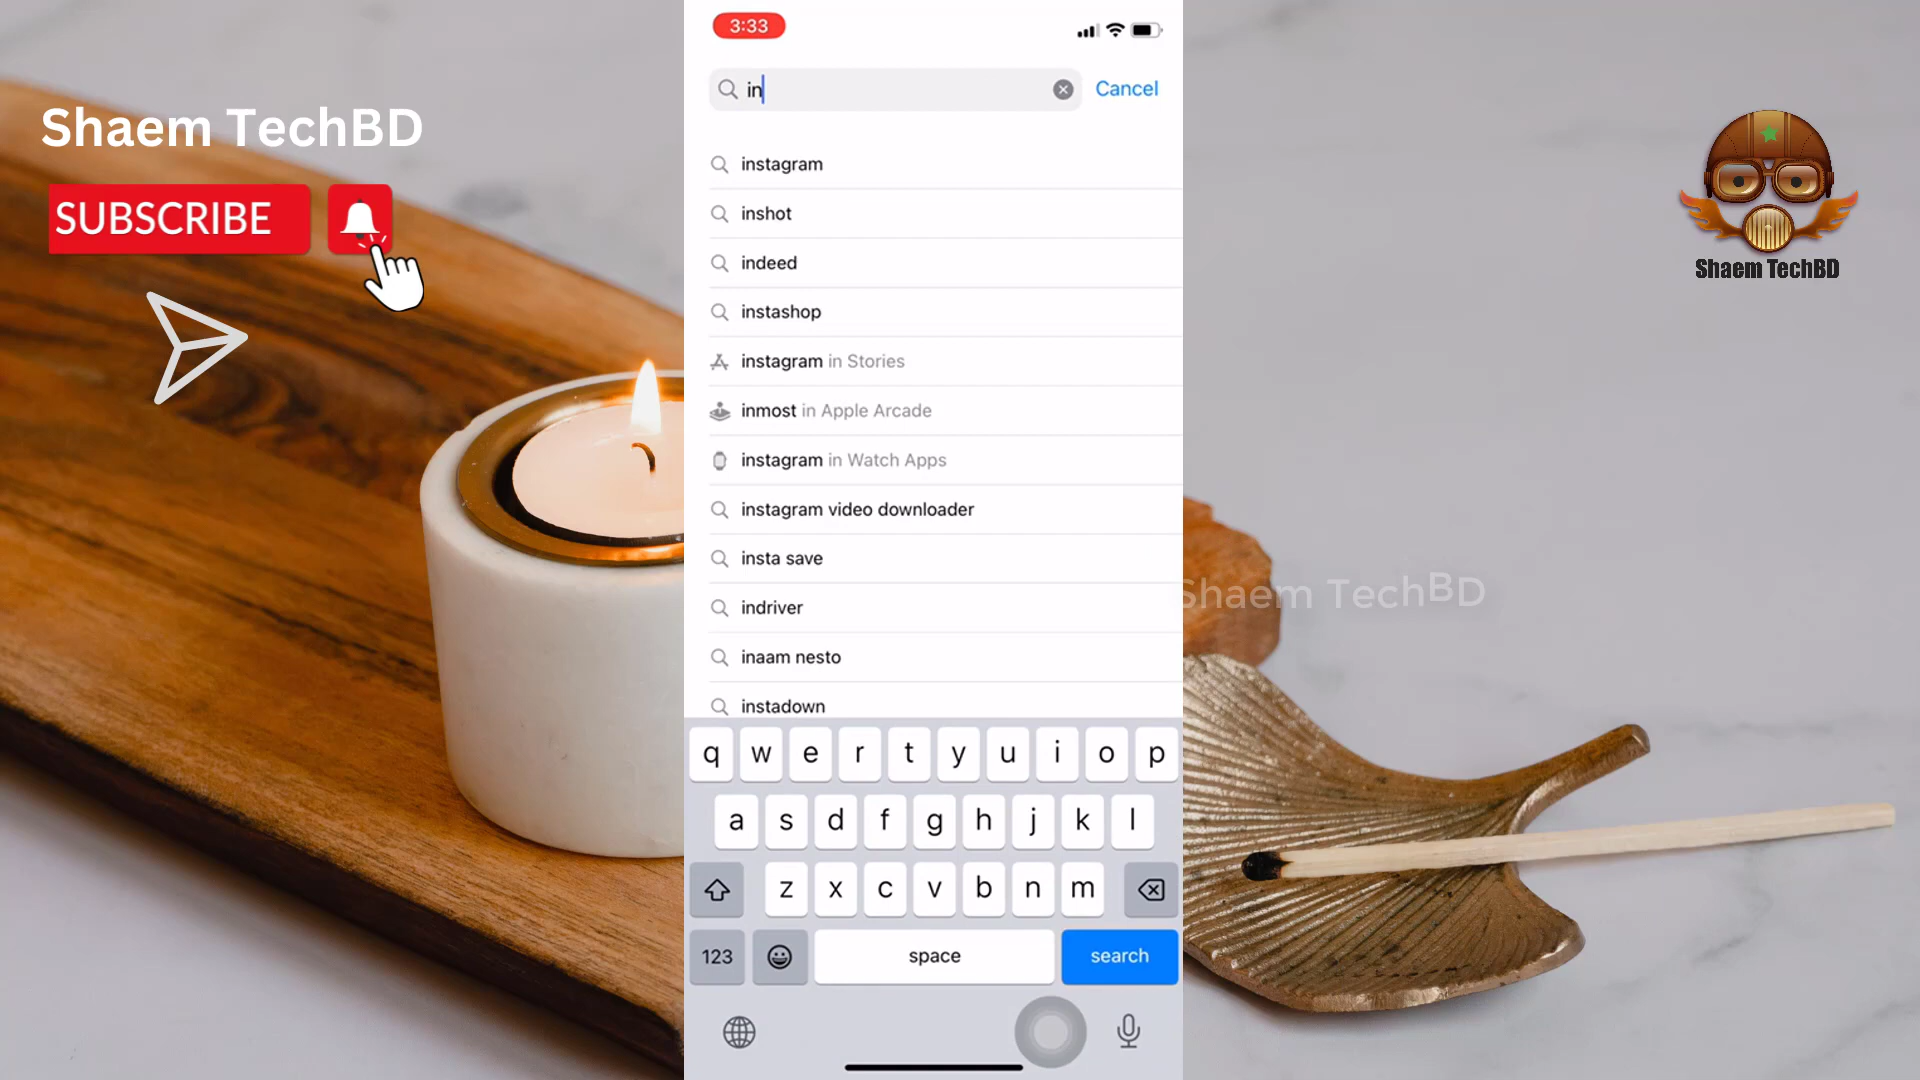 Shaem TechBD
SUBSCRIBE
3:33
in
Cancel
instagram
inshot
indeed
instashop
instagram in Stories
inmost in Apple Arcade
instagram in Watch Apps
instagram video downloader
insta save
indriver
inaam nesto
instadown
q w e r t y u i o p
a s d f g h j k l
z x c v b n m
123 space search
Shaem TechBD
Shaem TechBD